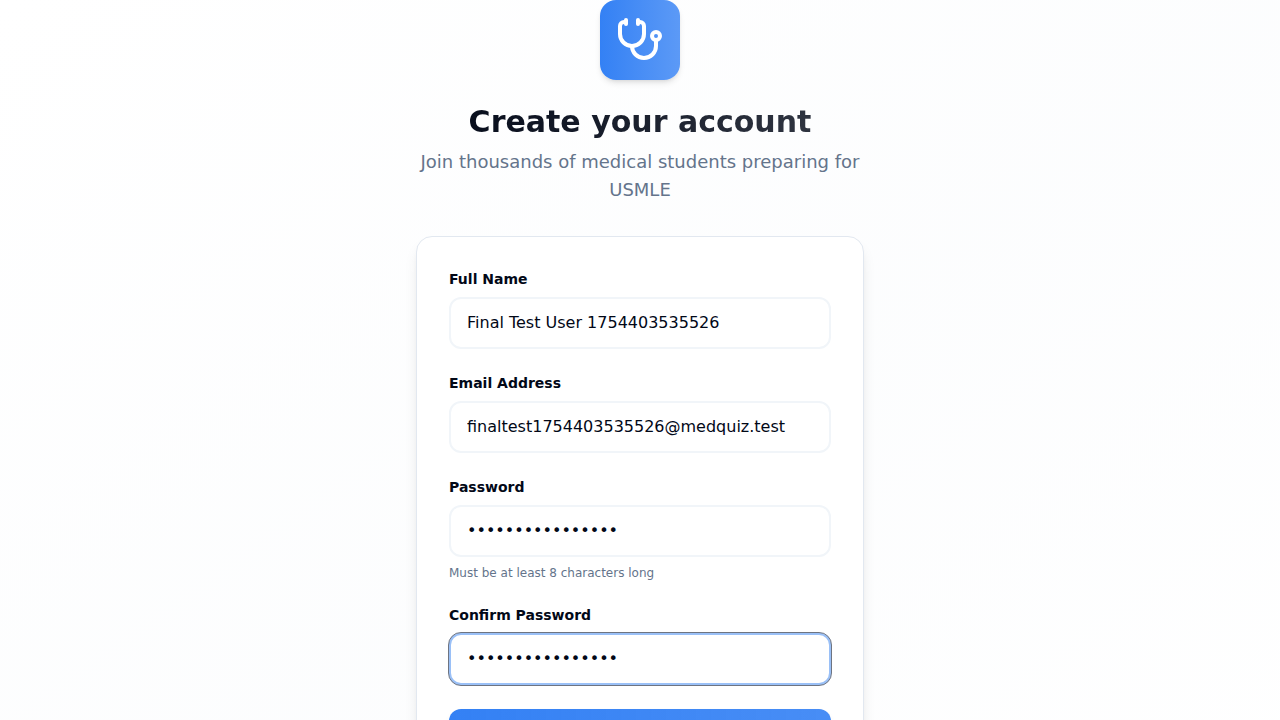 Create your account
Join thousands of medical students preparing for
USMLE
Full Name
Final Test User 1754403535526
Email Address
finaltest1754403535526@medquiz.test
Password
••••••••••••••••
Must be at least 8 characters long
Confirm Password
••••••••••••••••